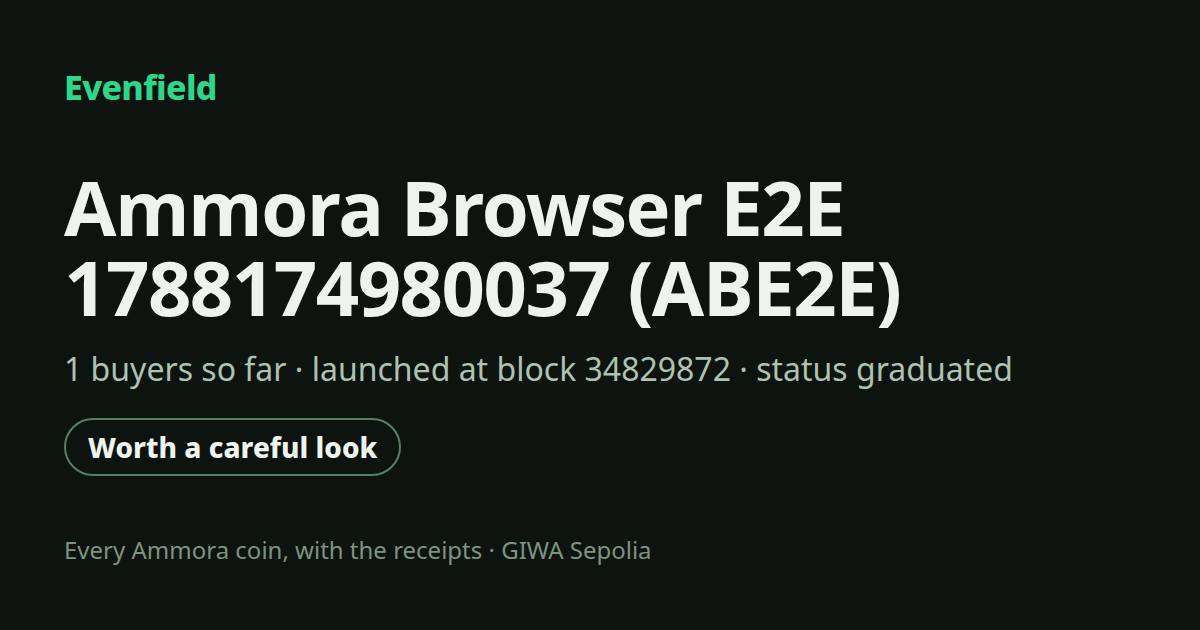 Evenfield
Ammora Browser E2E
1788174980037 (ABE2E)
1 buyers so far · launched at block 34829872 · status graduated
Worth a careful look
Every Ammora coin, with the receipts · GIWA Sepolia